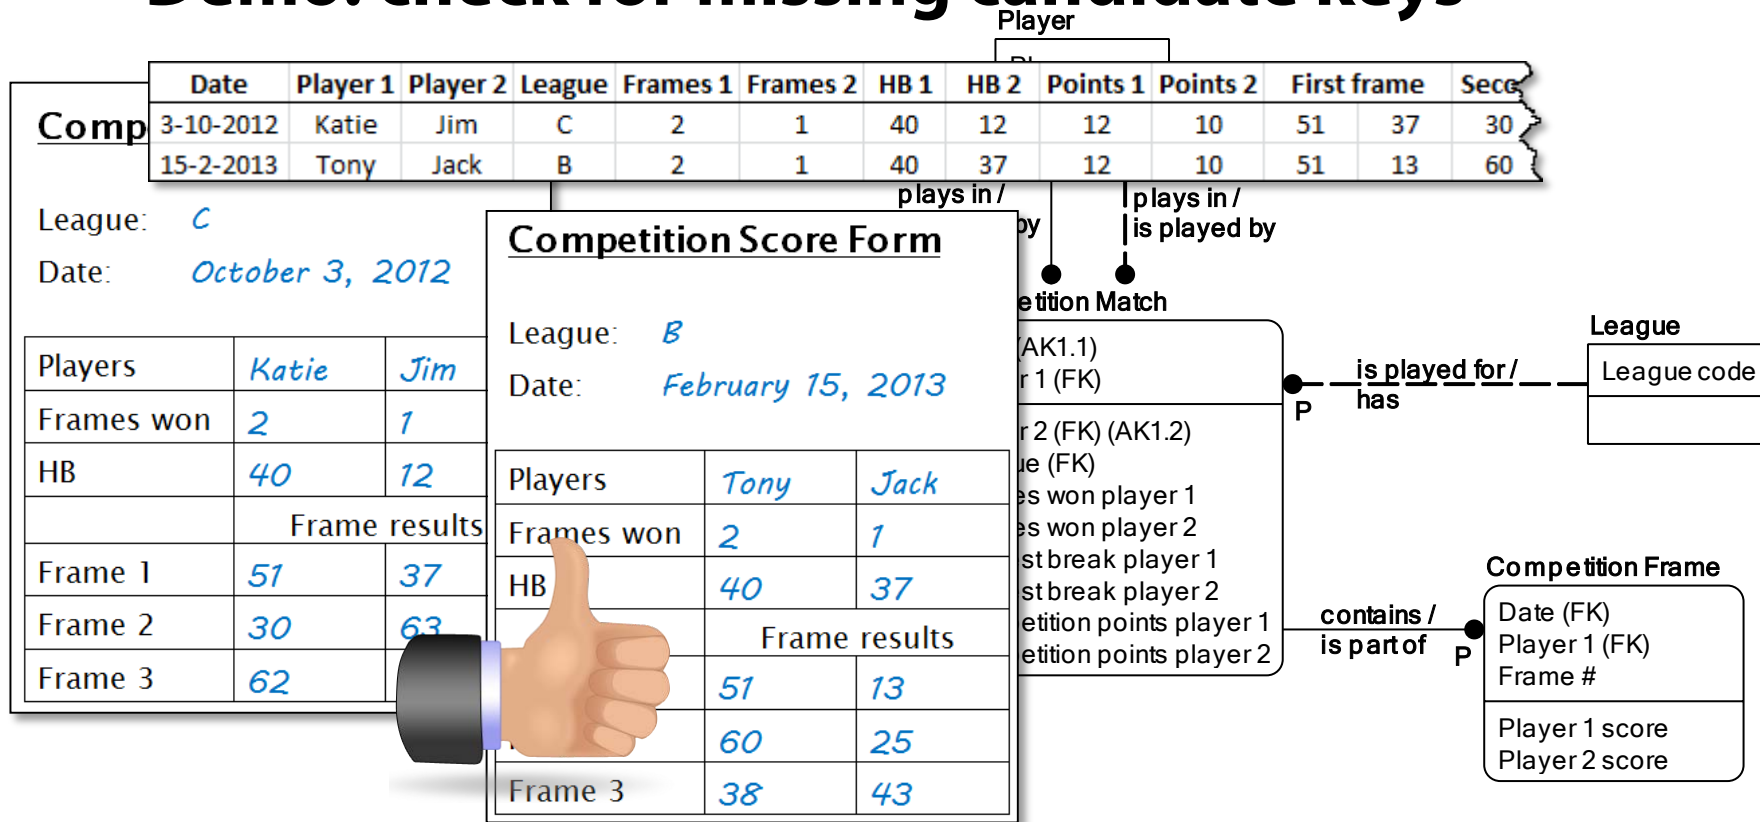 Demo: check for missing candidate keys
Player
Date Player 1 Player 2 League Frames 1 Frames 2 HB 1 HB 2 Points 1 Points 2 First frame
3-10-2012 Katie Jim C 2 1 40 12 12 10 51 37 30
15-2-2013 Tony Jack B 2 1 40 37 12 10 51 13 60
Comp
League: C
Date: October 3, 2012
Players Katie Jim
Frames won 2 1
HB 40 12
Frame results
Frame 1 51 37
Frame 2 30 63
Frame 3 62
Competition Score Form
League: B
Date: February 15, 2013
Players Tony Jack
Frames won 2 1
HB 40 37
Frame results
51 13
60 25
Frame 3 38 43
plays in /
by
plays in /
is played by
etition Match
(AK1.1)
r 1 (FK)
r 2 (FK) (AK1.2)
ue (FK)
es won player 1
es won player 2
st break player 1
st break player 2
etition points player 1
etition points player 2
is played for /
has
P
League
League code
contains /
is part of
P
Competition Frame
Date (FK)
Player 1 (FK)
Frame #
Player 1 score
Player 2 score